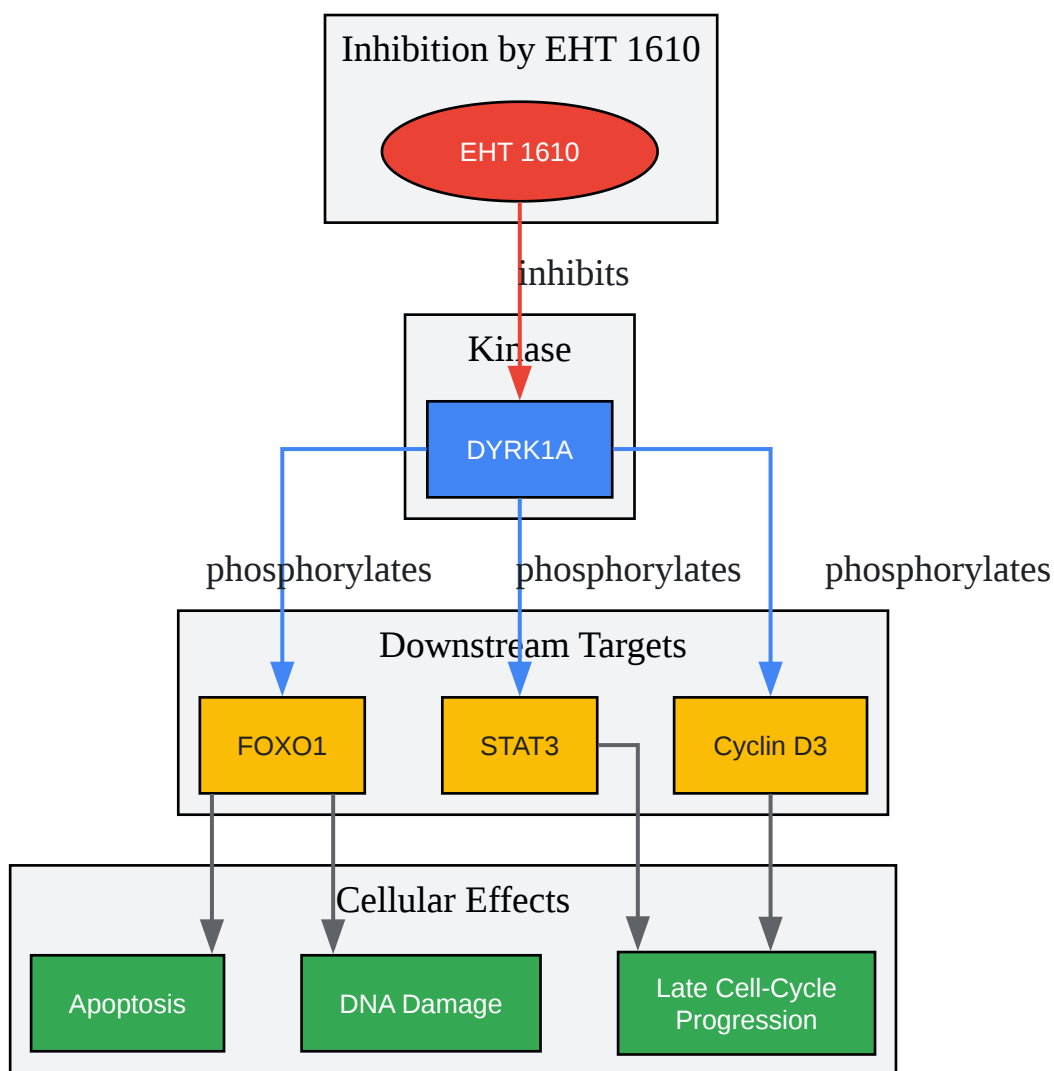 Inhibition by EHT 1610
EHT 1610
inhibits
Kinase
DYRK1A
phosphorylates
phosphorylates
phosphorylates
Downstream Targets
FOXO1
STAT3
Cyclin D3
Cellular Effects
Apoptosis
DNA Damage
Late Cell-Cycle
Progression